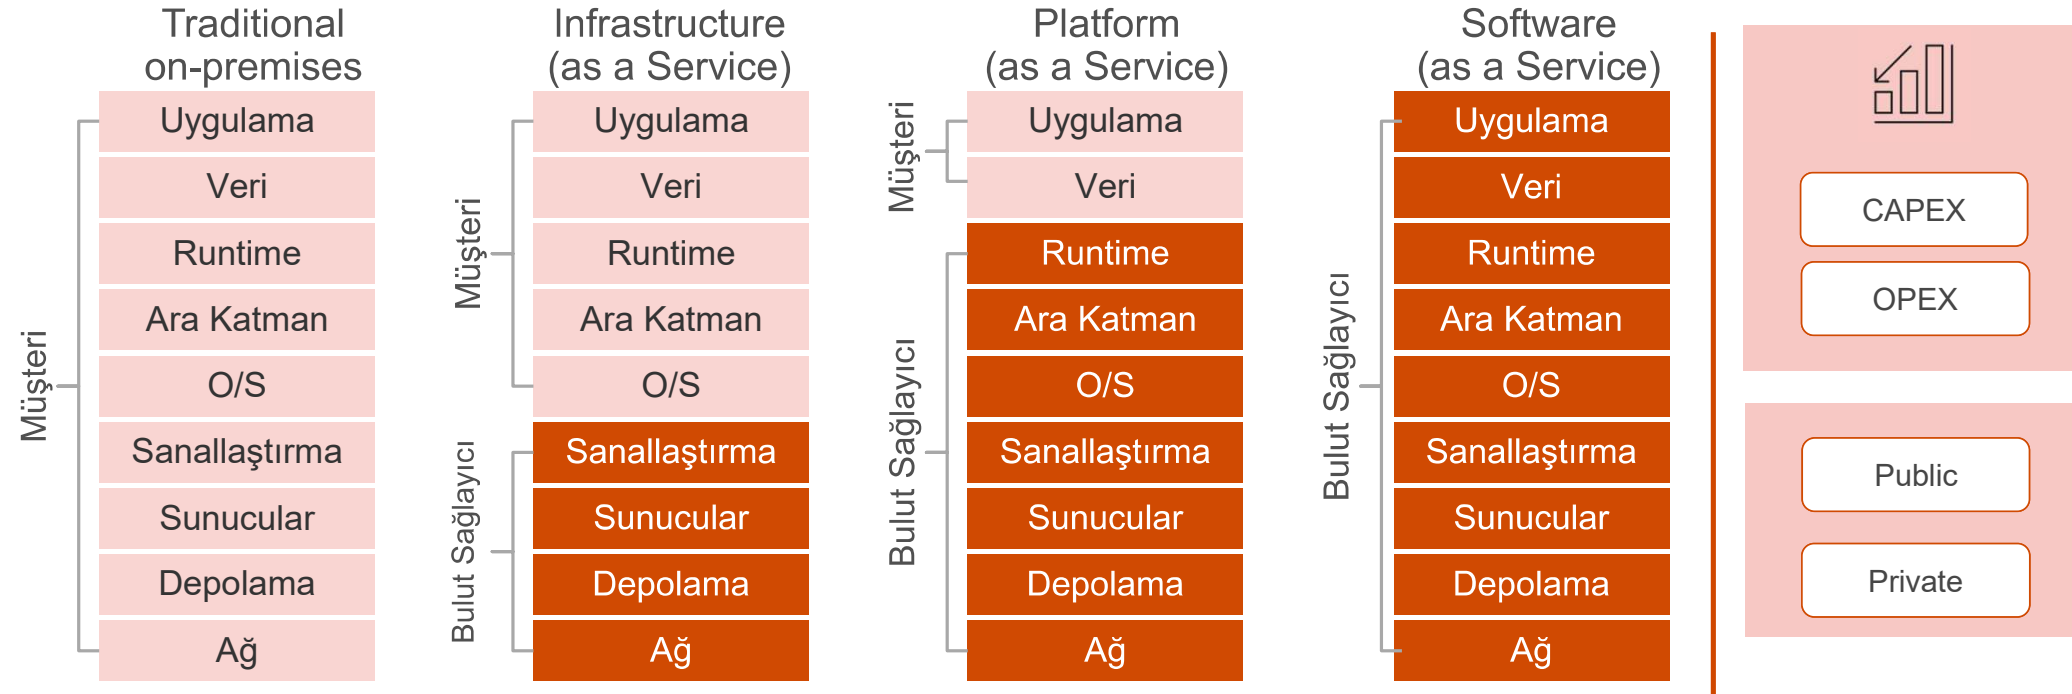 Traditional
on-premises
Müşteri
Uygulama
Veri
Runtime
Ara Katman
O/S
Sanallaştırma
Sunucular
Depolama
Ağ
Infrastructure
(as a Service)
Müşteri
Bulut Sağlayıcı
Uygulama
Veri
Runtime
Ara Katman
O/S
Sanallaştırma
Sunucular
Depolama
Ağ
Platform
(as a Service)
Müşteri
Bulut Sağlayıcı
Uygulama
Veri
Runtime
Ara Katman
O/S
Sanallaştırma
Sunucular
Depolama
Ağ
Software
(as a Service)
Bulut Sağlayıcı
Uygulama
Veri
Runtime
Ara Katman
O/S
Sanallaştırma
Sunucular
Depolama
Ağ
CAPEX
OPEX
Public
Private